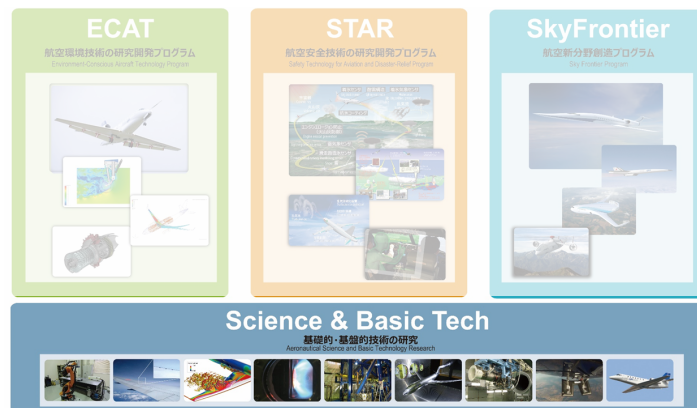 ECAT
航空環境技術の研究開発プログラム
Environment-Conscious Aircraft Technology Program
STAR
航空安全技術の研究開発プログラム
Safety Technology for Aviation and Disaster-Relief Program
SkyFrontier
航空新分野創造プログラム
Sky Frontier Program
Science & Basic Tech
基礎的・基盤的技術の研究
Aeronautical Science and Basic Technology Research